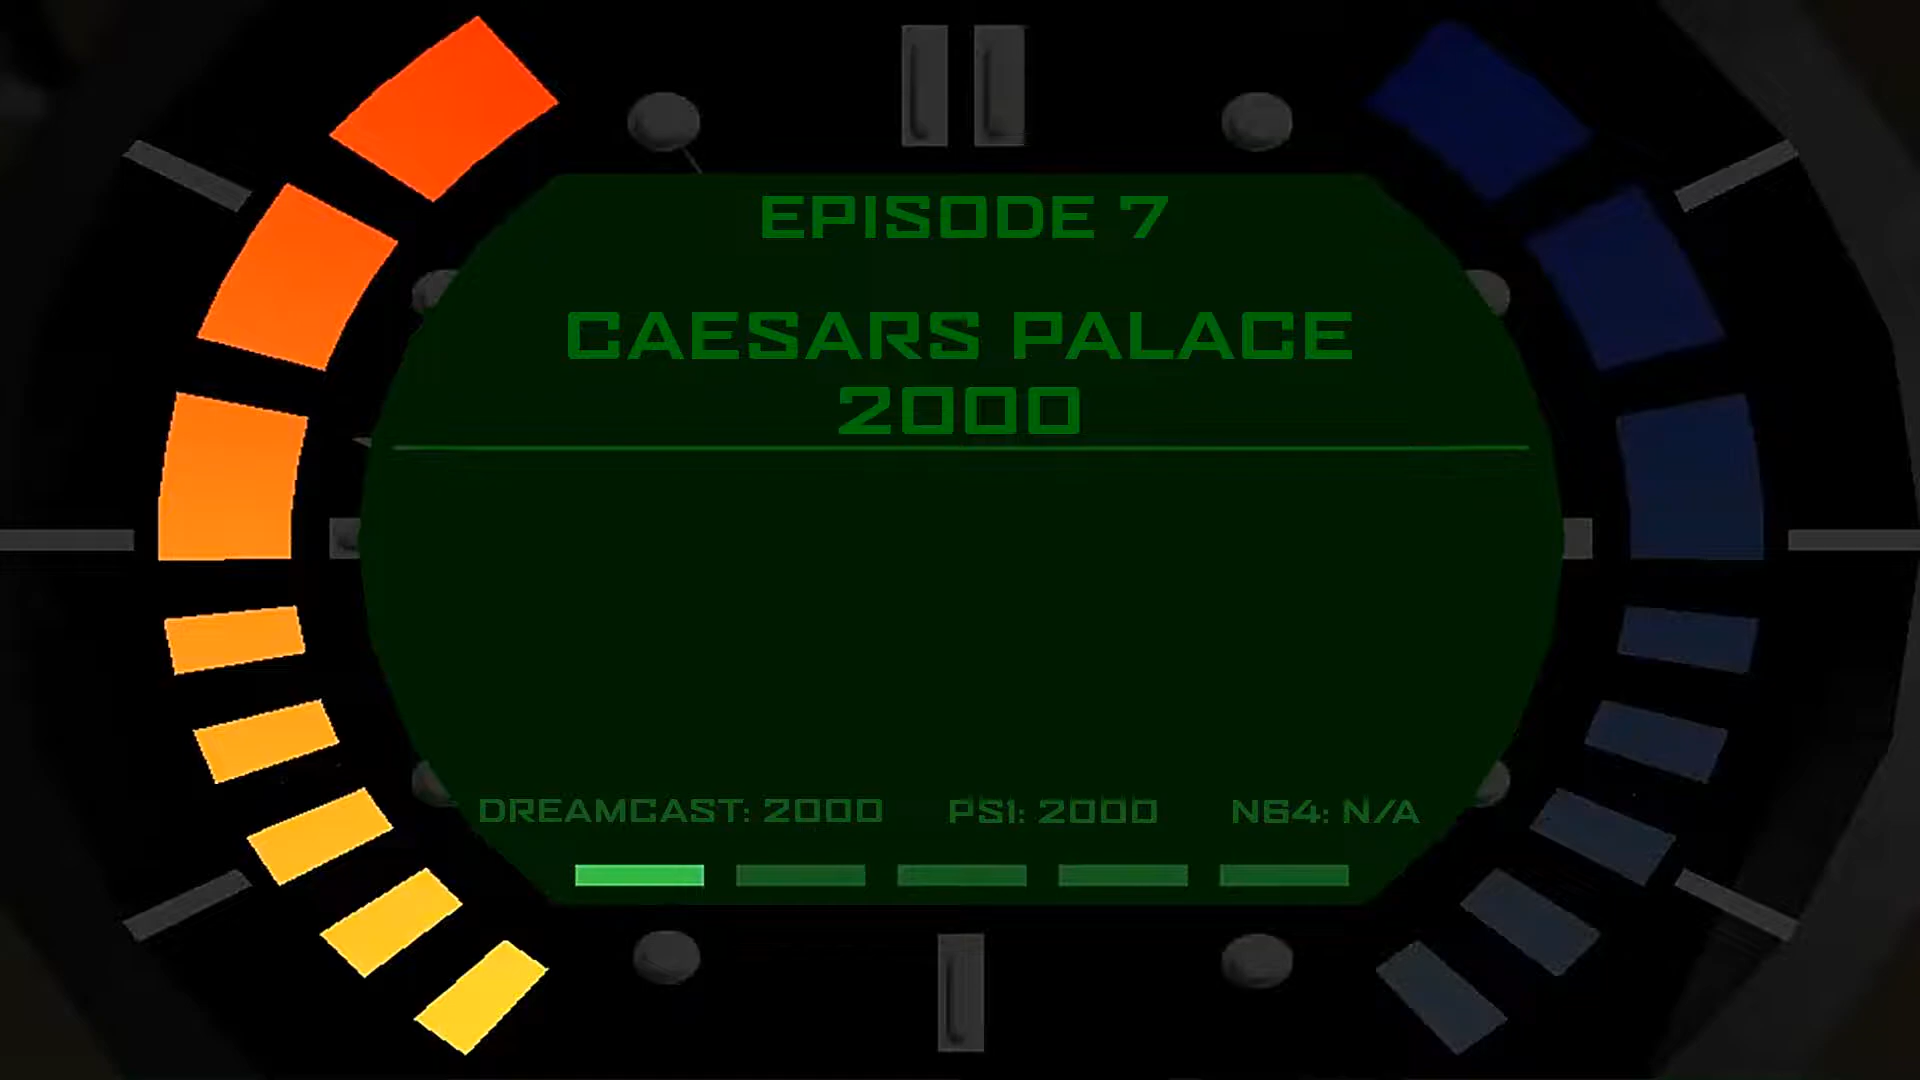 EPISODE 7
CAESARS PALACE
2000
DREAMCAST: 2000 PS1: 2000 N64: N/A